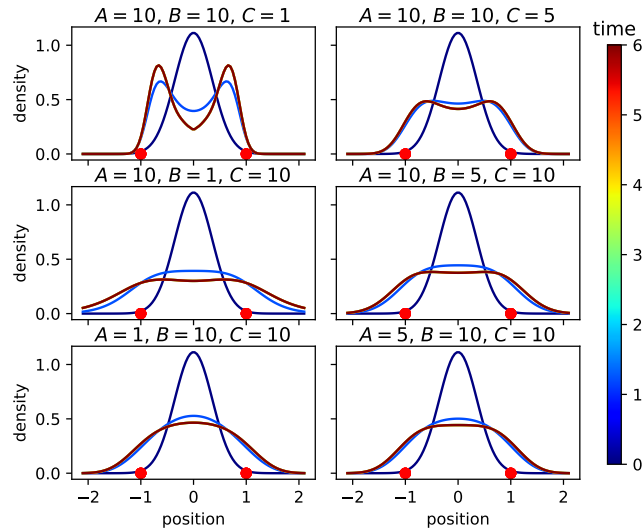 A = 10, B = 10, C = 1
A = 10, B = 10, C = 5
time
density
1.0
0.5
0.0
6
5
4
3
2
1
0
A = 10, B = 1, C = 10
A = 10, B = 5, C = 10
density
1.0
0.5
0.0
A = 1, B = 10, C = 10
A = 5, B = 10, C = 10
density
1.0
0.5
0.0
−2 −1 0 1 2
−2 −1 0 1 2
position
position